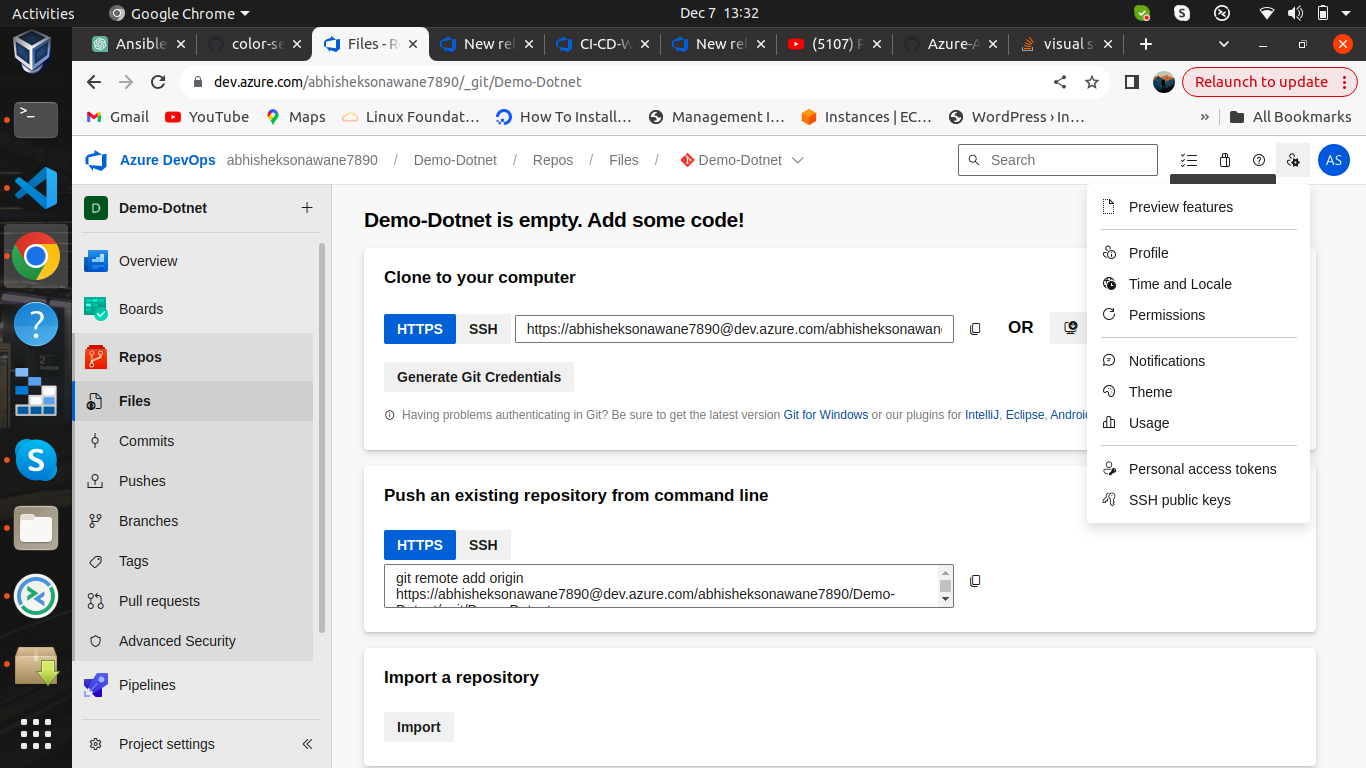 Activities
Google Chrome
Dec 7 13:32
Ansible
color-se
Files - Re
New rel
CI-CD-W
New rel
(5107) P
Azure-A
visual s
dev.azure.com/abhisheksonawane7890/_git/Demo-Dotnet
Relaunch to update
Gmail
YouTube
Maps
Linux Foundat…
How To Install…
Management I…
Instances | EC…
WordPress › In…
»
All Bookmarks
Azure DevOps
abhisheksonawane7890 / Demo-Dotnet / Repos / Files / Demo-Dotnet
Search
AS
D
Demo-Dotnet
Overview
Boards
Repos
Files
Commits
Pushes
Branches
Tags
Pull requests
Advanced Security
Pipelines
Project settings
Demo-Dotnet is empty. Add some code!
Clone to your computer
HTTPS
SSH
https://abhisheksonawane7890@dev.azure.com/abhisheksonawane
OR
Generate Git Credentials
Having problems authenticating in Git? Be sure to get the latest version Git for Windows or our plugins for IntelliJ, Eclipse, Android
Push an existing repository from command line
HTTPS
SSH
git remote add origin
https://abhisheksonawane7890@dev.azure.com/abhisheksonawane7890/Demo-
Import a repository
Import
Preview features
Profile
Time and Locale
Permissions
Notifications
Theme
Usage
Personal access tokens
SSH public keys